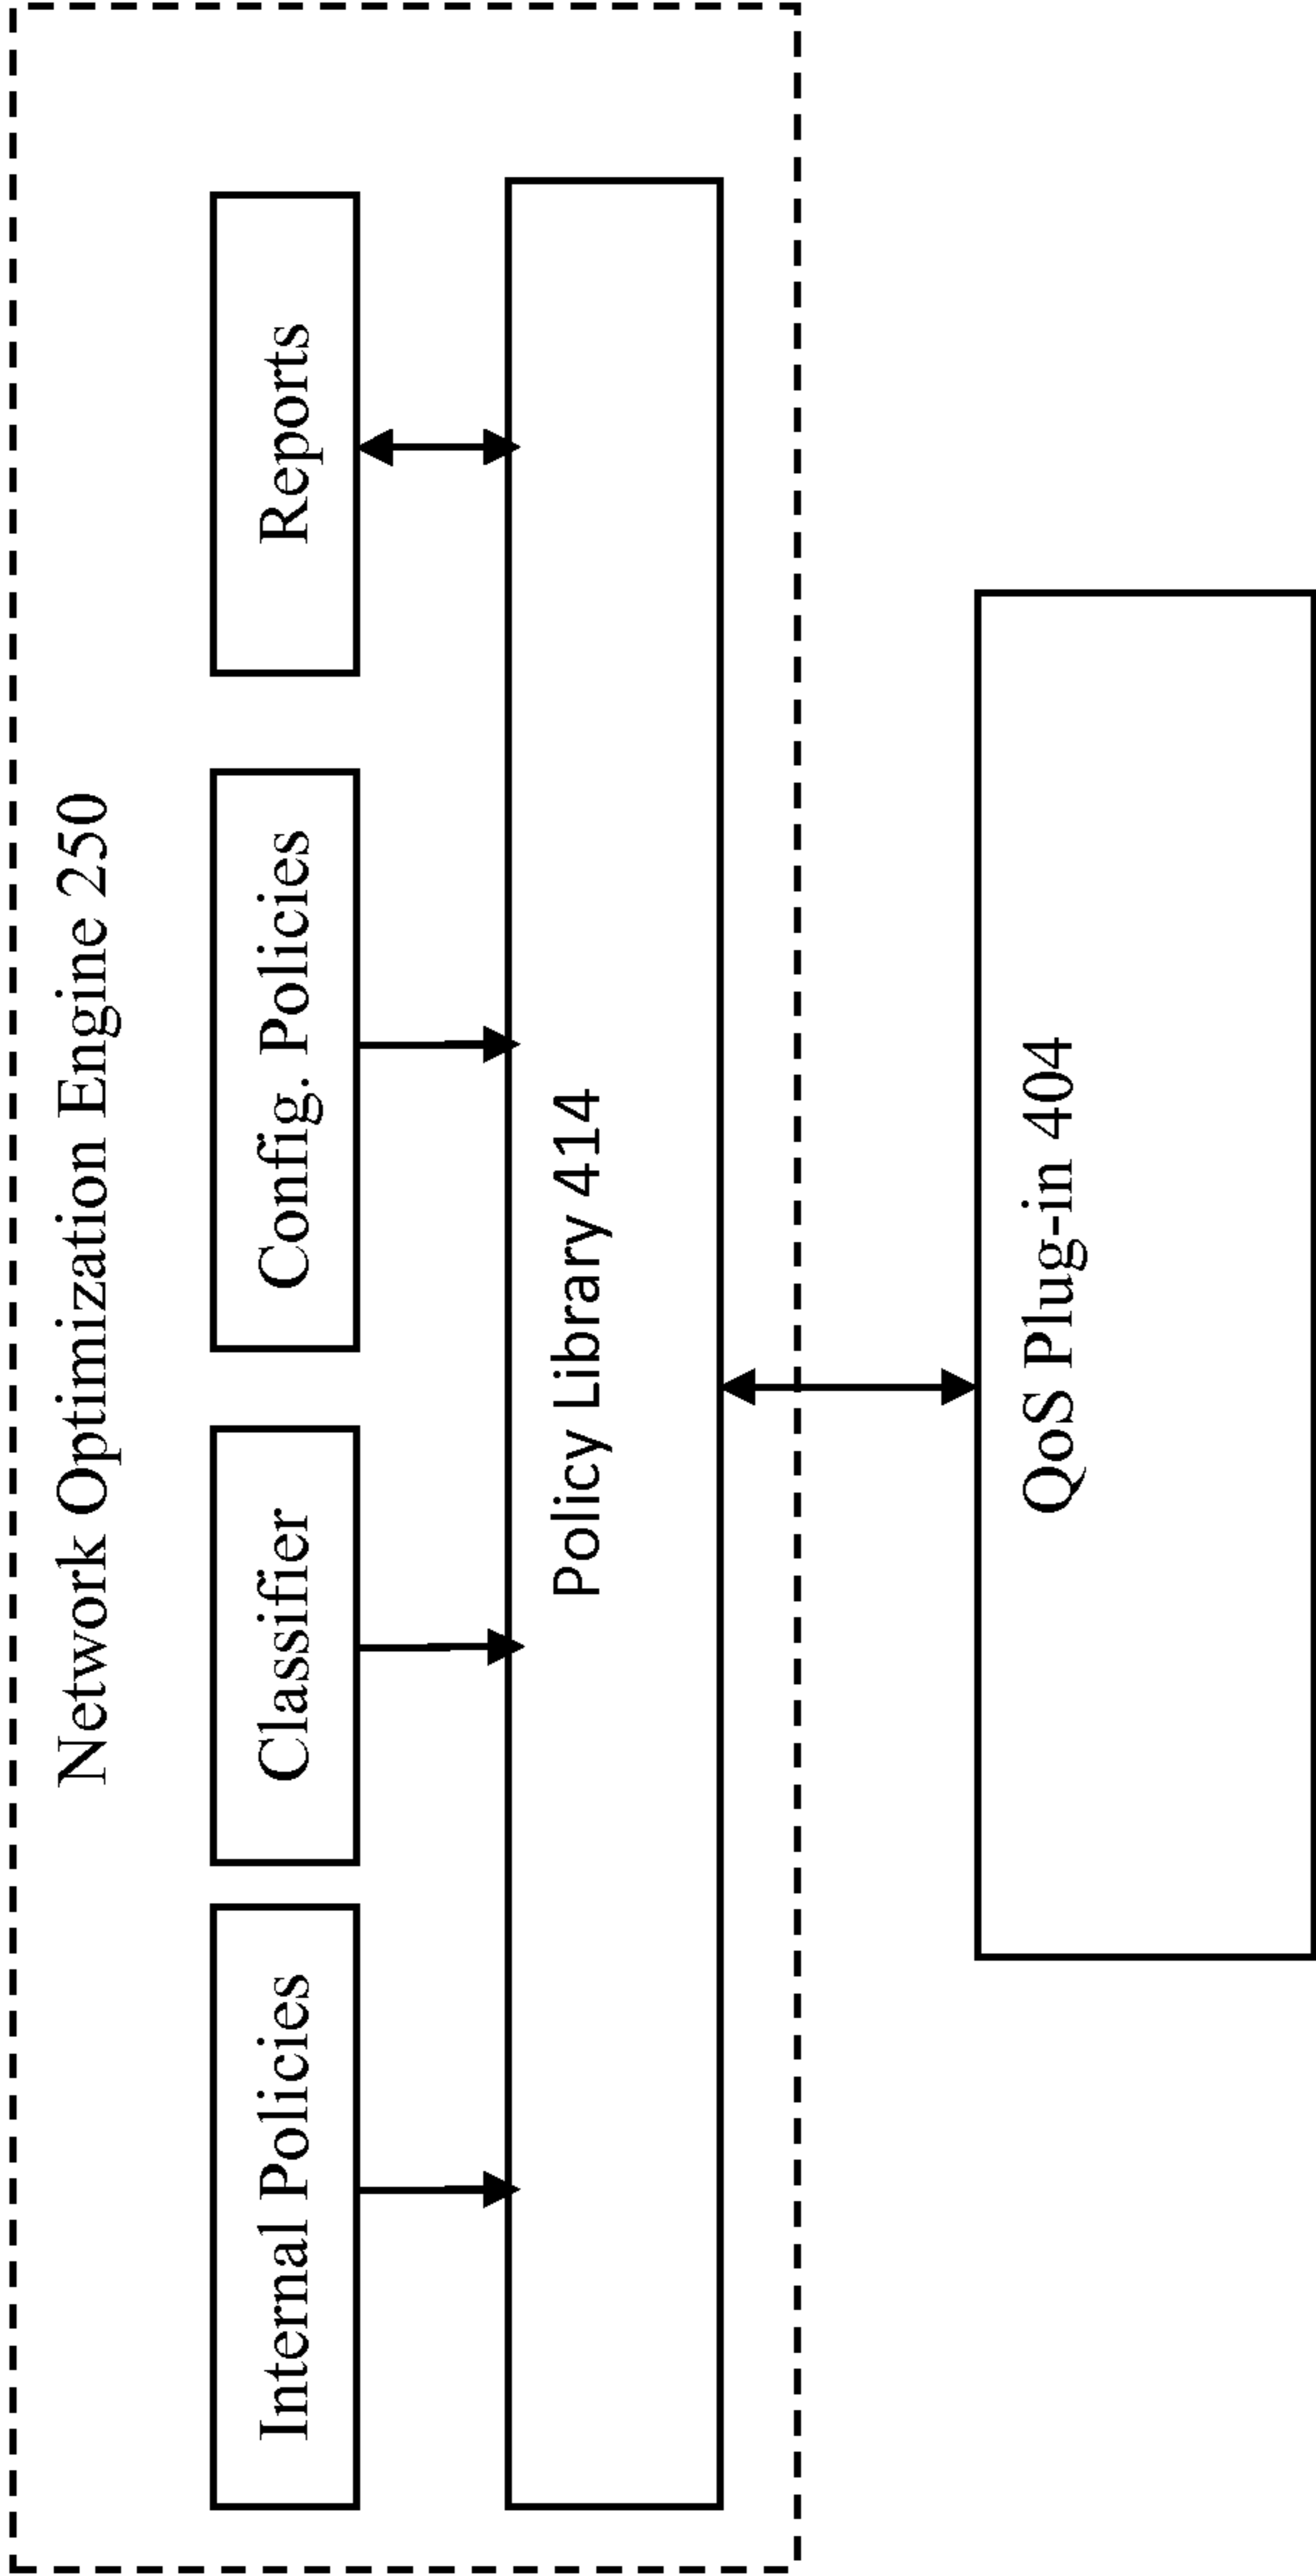 Network Optimization Engine 250
Internal Policies
Classifier
Config. Policies
Reports
Policy Library 414
QoS Plug-in 404